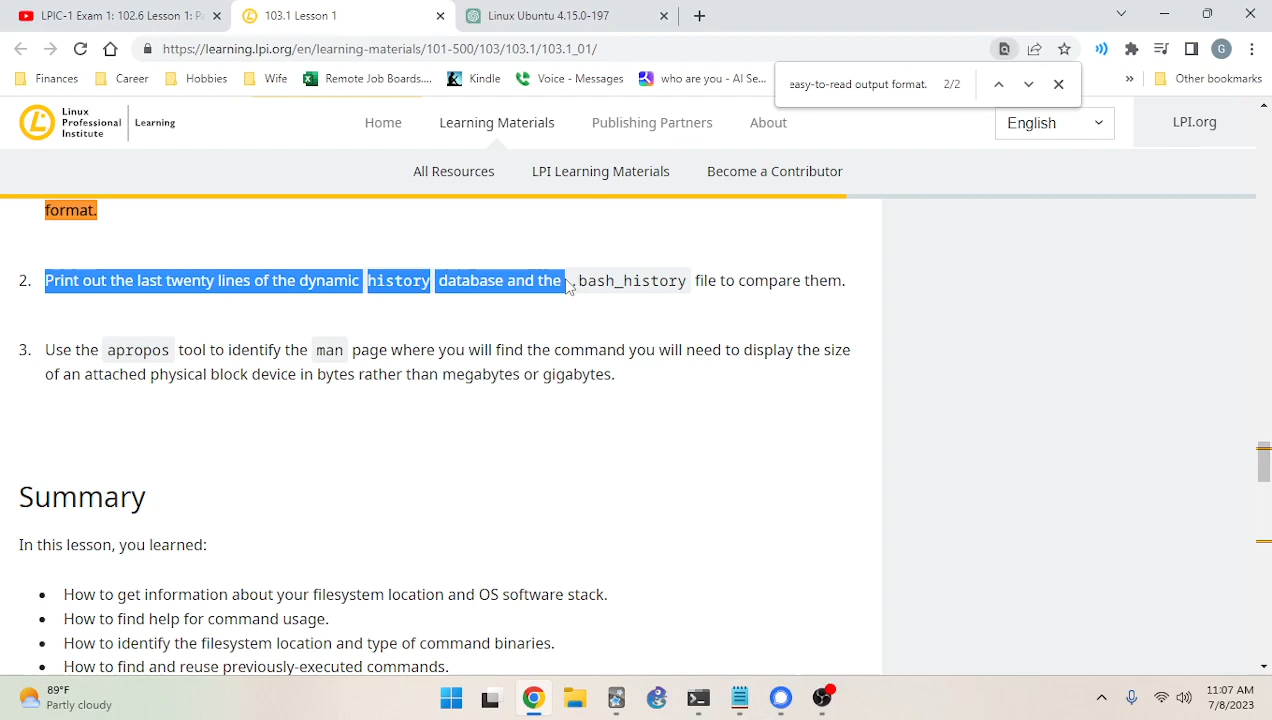 LPIC-1 Exam 1: 102.6 Lesson 1: Pa
103.1 Lesson 1
Linux Ubuntu 4.15.0-197
https://learning.lpi.org/en/learning-materials/101-500/103/103.1/103.1_01/
G
Finances
Career
Hobbies
Wife
Remote Job Boards....
Kindle
Voice - Messages
who are you - AI Se...
»
Other bookmarks
easy-to-read output format.
2/2
Linux
Professional
Institute
Learning
Home
Learning Materials
Publishing Partners
About
English
LPI.org
All Resources
LPI Learning Materials
Become a Contributor
format.
2. Print out the last twenty lines of the dynamic history database and the .bash_history file to compare them.
3. Use the apropos tool to identify the man page where you will find the command you will need to display the size
of an attached physical block device in bytes rather than megabytes or gigabytes.
Summary
In this lesson, you learned:
• How to get information about your filesystem location and OS software stack.
• How to find help for command usage.
• How to identify the filesystem location and type of command binaries.
• How to find and reuse previously-executed commands.
89°F
Partly cloudy
11:07 AM
7/8/2023